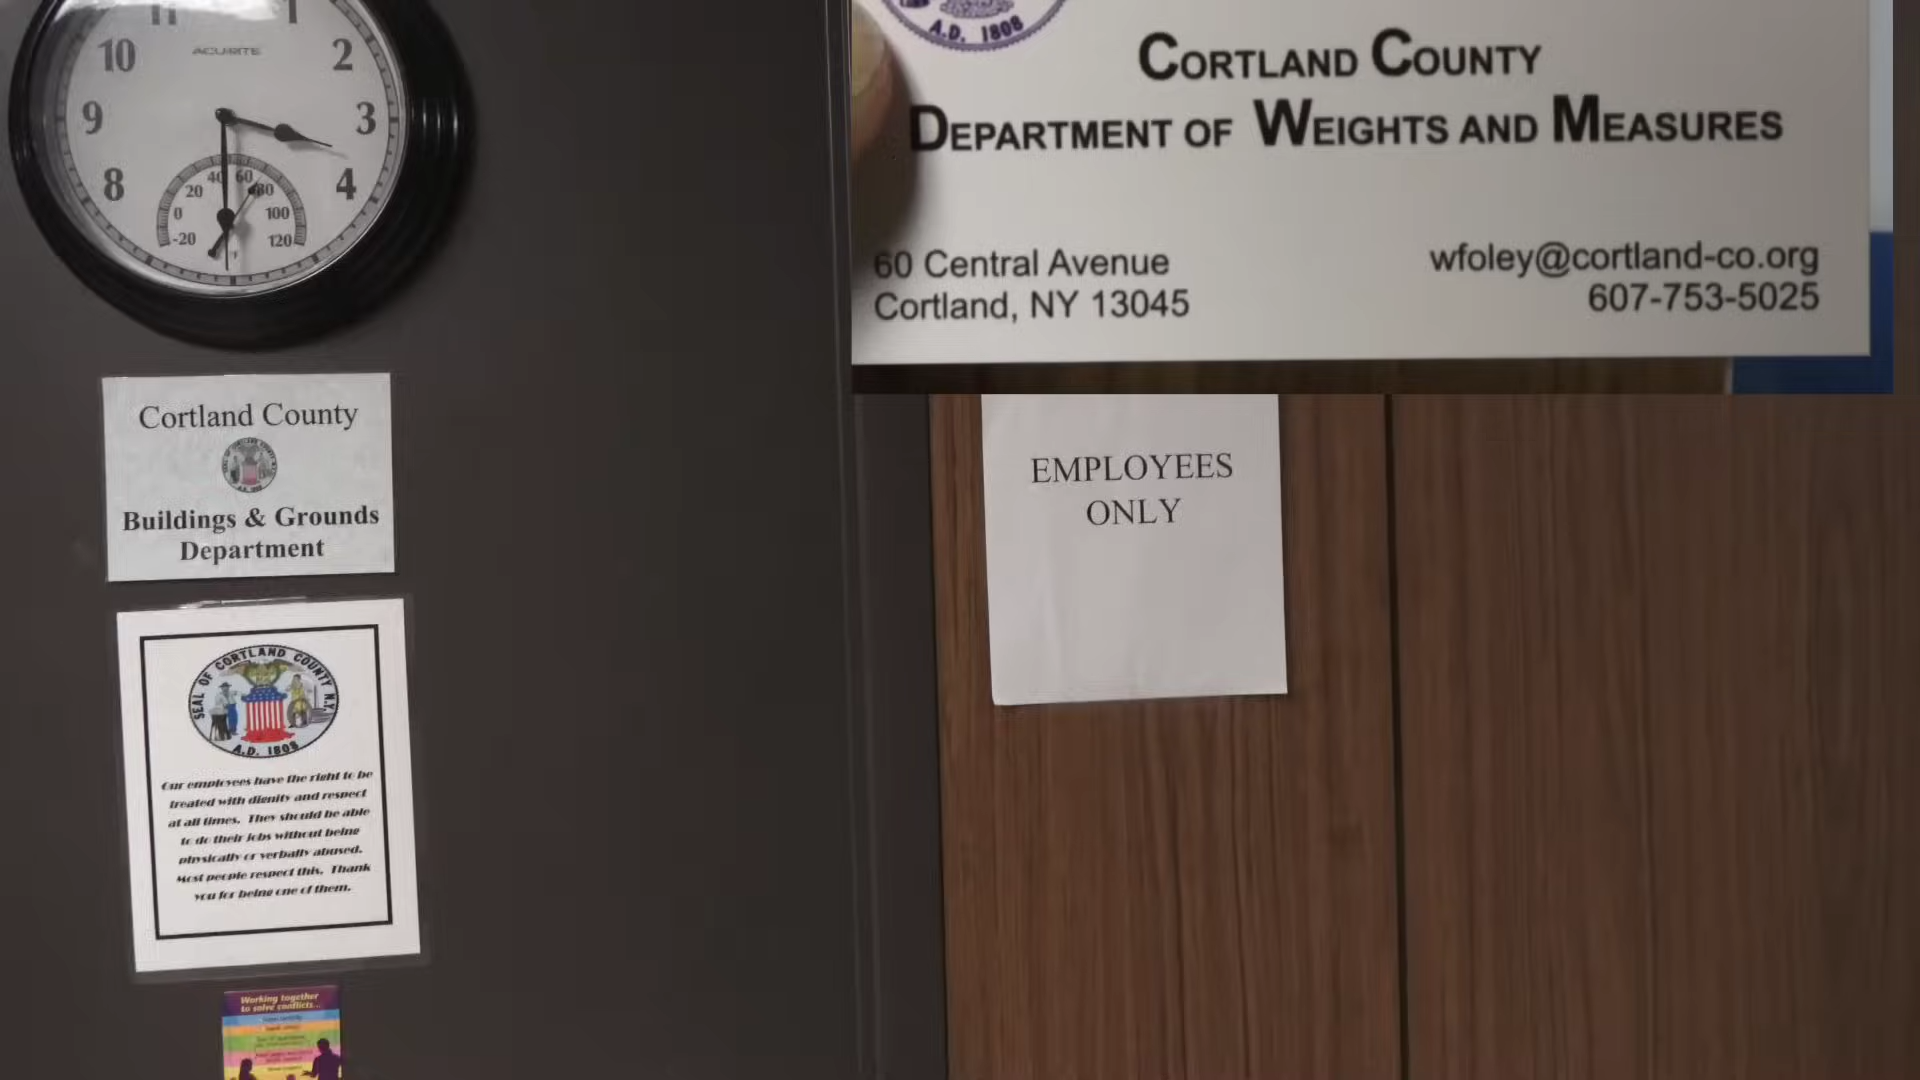 11 1
10 2
ACURITE
9 3
8 4
40 60
20 80
0 100
-20 120
A.D. 1808
CORTLAND COUNTY
DEPARTMENT OF WEIGHTS AND MEASURES
60 Central Avenue
Cortland, NY 13045
wfoley@cortland-co.org
607-753-5025
Cortland County
Buildings & Grounds
Department
EMPLOYEES
ONLY
SEAL OF CORTLAND COUNTY N.Y.
A.D. 1808
Our employees have the right to be
treated with dignity and respect
at all times. They should be able
to do their jobs without being
physically or verbally abused.
Most people respect this. Thank
you for being one of them.
Working together
to solve conflicts...